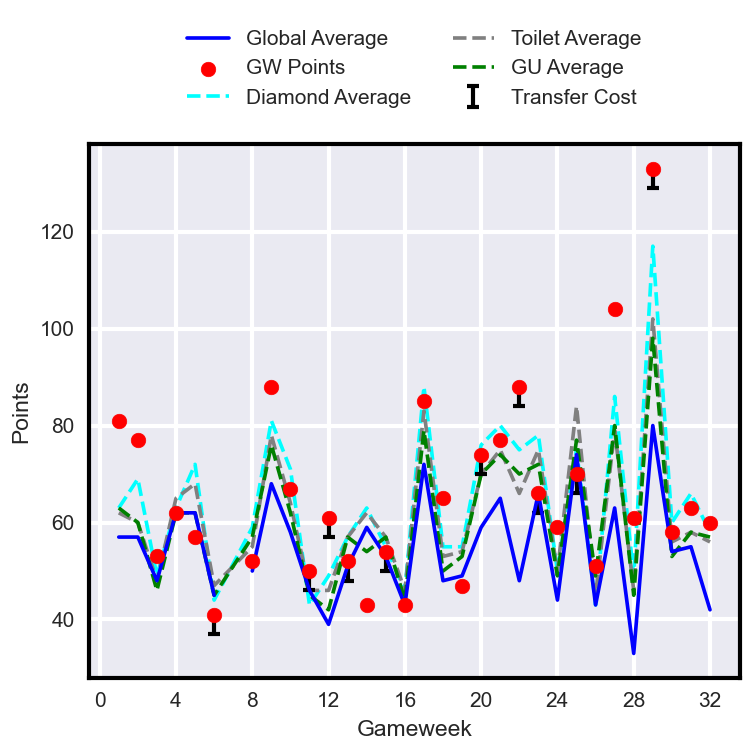 Global Average
GW Points
Diamond Average
Toilet Average
GU Average
Transfer Cost
120
100
80
60
40
Points
0 4 8 12 16 20 24 28 32
Gameweek